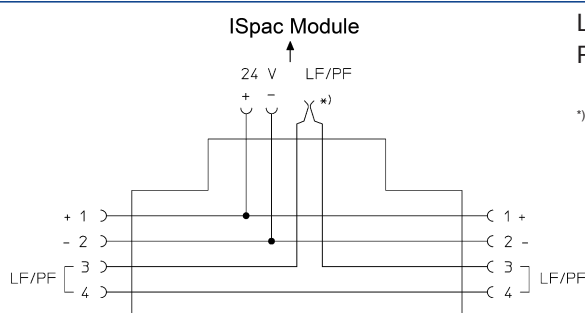 ISpac Module
24 V LF/PF
+ - *)
+ 1 1 +
- 2 2 -
3 3
LF/PF LF/PF
4 4
*)